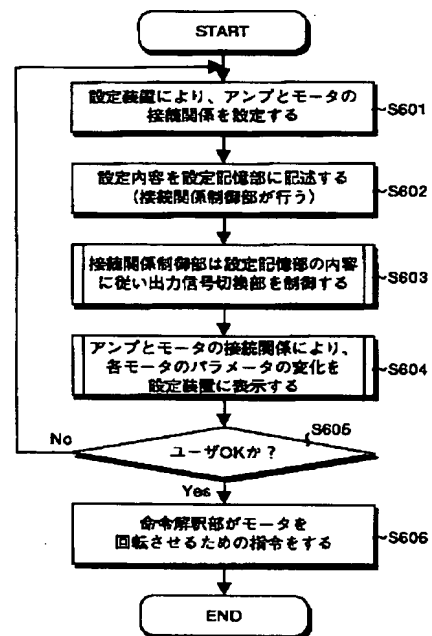 START
設定装置により、アンプとモータの
接続関係を設定する
S601
設定内容を設定記憶部に記述する
(接続関係制御部が行う)
S602
接続関係制御部は設定記憶部の内容
に従い出力信号切換部を制御する
S603
アンプとモータの接続関係により、
各モータのパラメータの変化を
設定装置に表示する
S604
S605
No
ユーザOKか?
Yes
命令解釈部がモータを
回転させるための指令をする
S606
END